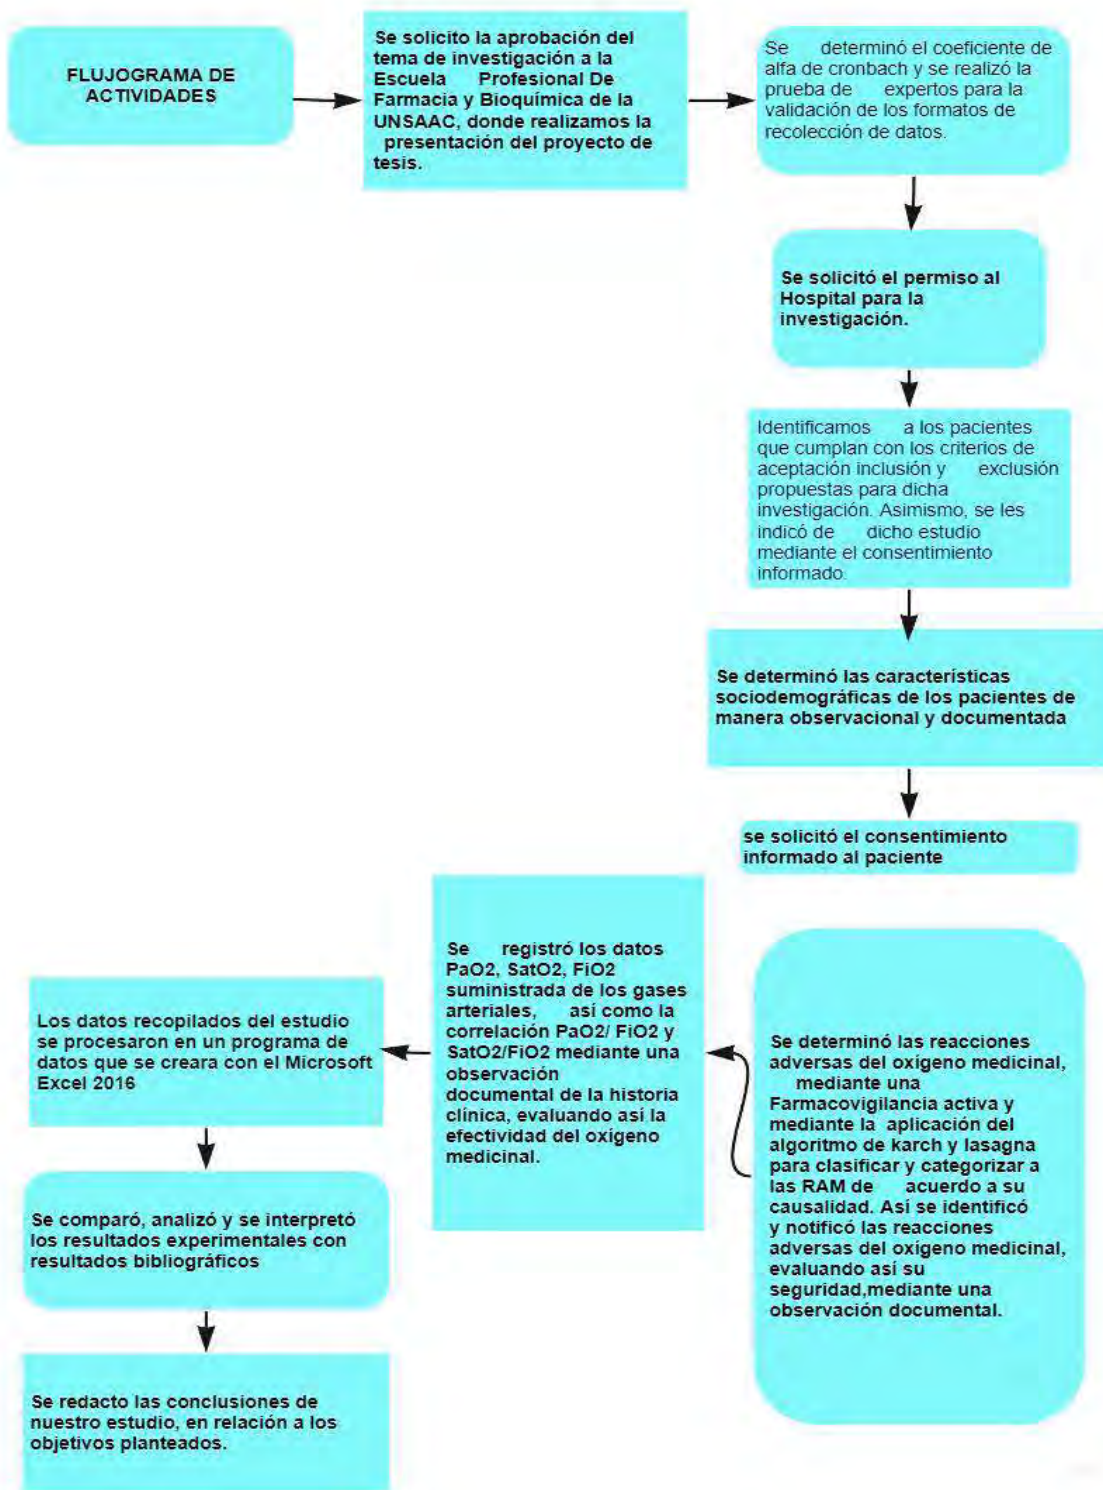 FLUJOGRAMA DE
ACTIVIDADES
Se solicito la aprobación del
tema de investigación a la
Escuela Profesional De
Farmacia y Bioquímica de la
UNSAAC, donde realizamos la
presentación del proyecto de
tesis.
Se determinó el coeficiente de
alfa de cronbach y se realizó la
prueba de expertos para la
validación de los formatos de
recolección de datos.
Se solicitó el permiso al
Hospital para la
investigación.
Identificamos a los pacientes
que cumplan con los criterios de
aceptación inclusión y exclusión
propuestas para dicha
investigación. Asimismo, se les
indicó de dicho estudio
mediante el consentimiento
informado.
Se determinó las características
sociodemográficas de los pacientes de
manera observacional y documentada
se solicitó el consentimiento
informado al paciente
Se determinó las reacciones
adversas del oxígeno medicinal,
mediante una
Farmacovigilancia activa y
mediante la aplicación del
algoritmo de karch y lasagna
para clasificar y categorizar a
las RAM de acuerdo a su
causalidad. Así se identificó
y notificó las reacciones
adversas del oxígeno medicinal,
evaluando así su
seguridad,mediante una
observación documental.
Se registró los datos
PaO2, SatO2, FiO2
suministrada de los gases
arteriales, así como la
correlación PaO2/ FiO2 y
SatO2/FiO2 mediante una
observación
documental de la historia
clínica, evaluando así la
efectividad del oxígeno
medicinal.
Los datos recopilados del estudio
se procesaron en un programa de
datos que se creara con el Microsoft
Excel 2016
Se comparó, analizó y se interpretó
los resultados experimentales con
resultados bibliográficos
Se redacto las conclusiones de
nuestro estudio, en relación a los
objetivos planteados.